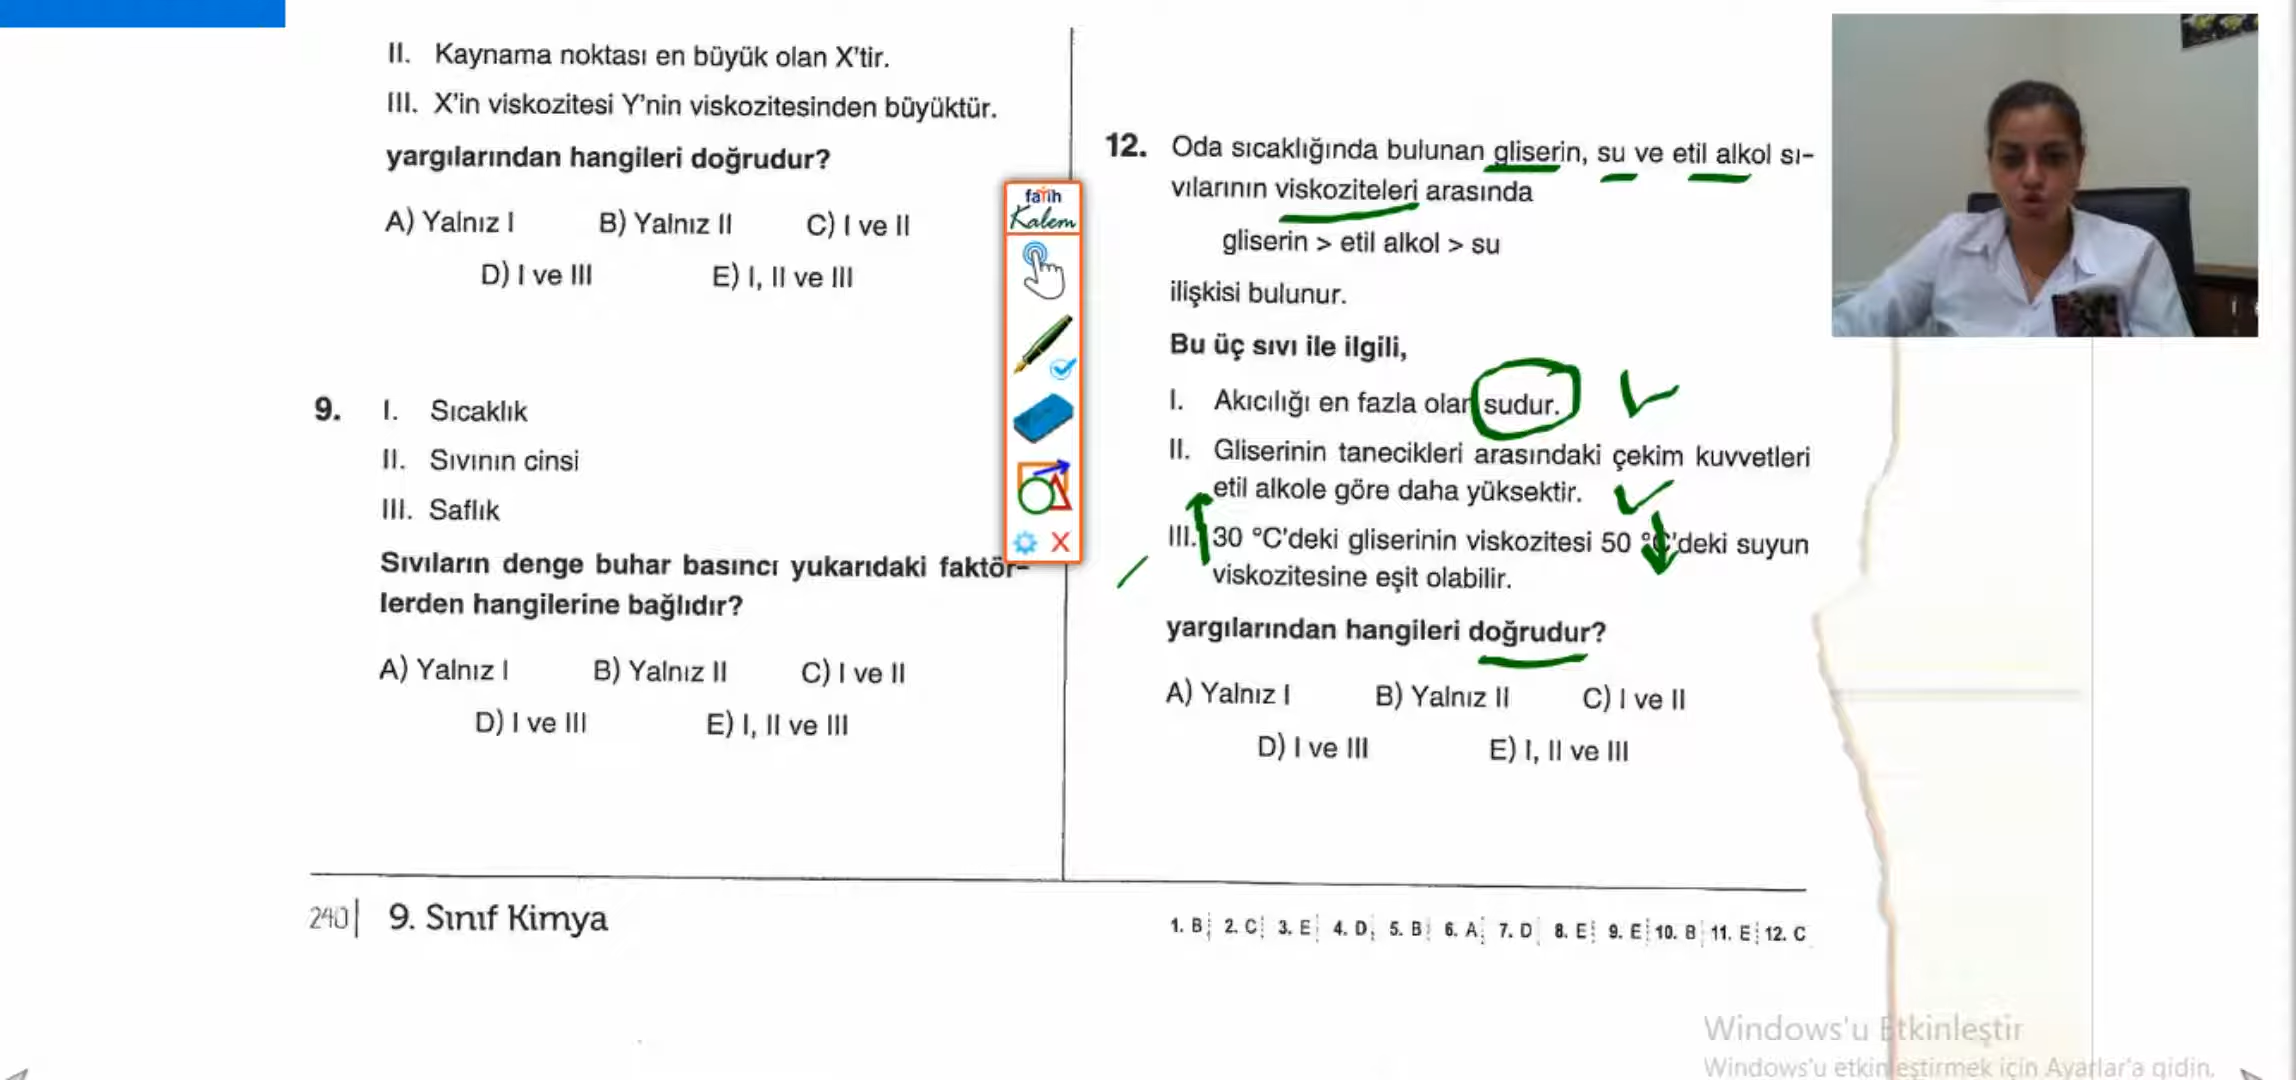 II. Kaynama noktası en büyük olan X'tir.
III. X'in viskozitesi Y'nin viskozitesinden büyüktür.
yargılarından hangileri doğrudur?
A) Yalnız I B) Yalnız II C) I ve II
D) I ve III E) I, II ve III
9. I. Sıcaklık
II. Sıvının cinsi
III. Saflık
Sıvıların denge buhar basıncı yukarıdaki faktör-
lerden hangilerine bağlıdır?
A) Yalnız I B) Yalnız II C) I ve II
D) I ve III E) I, II ve III
fatih
Kalem
12. Oda sıcaklığında bulunan gliserin, su ve etil alkol sı-
vılarının viskoziteleri arasında
gliserin > etil alkol > su
ilişkisi bulunur.
Bu üç sıvı ile ilgili,
I. Akıcılığı en fazla olan sudur.
II. Gliserinin tanecikleri arasındaki çekim kuvvetleri
etil alkole göre daha yüksektir.
III. 30 °C'deki gliserinin viskozitesi 50 °C'deki suyun
viskozitesine eşit olabilir.
yargılarından hangileri doğrudur?
A) Yalnız I B) Yalnız II C) I ve II
D) I ve III E) I, II ve III
240 9. Sınıf Kimya
1. B 2. C 3. E 4. D 5. B 6. A 7. D 8. E 9. E 10. B 11. E 12. C
Windows'u Etkinleştir
Windows'u etkinleştirmek için Ayarlar'a gidin.